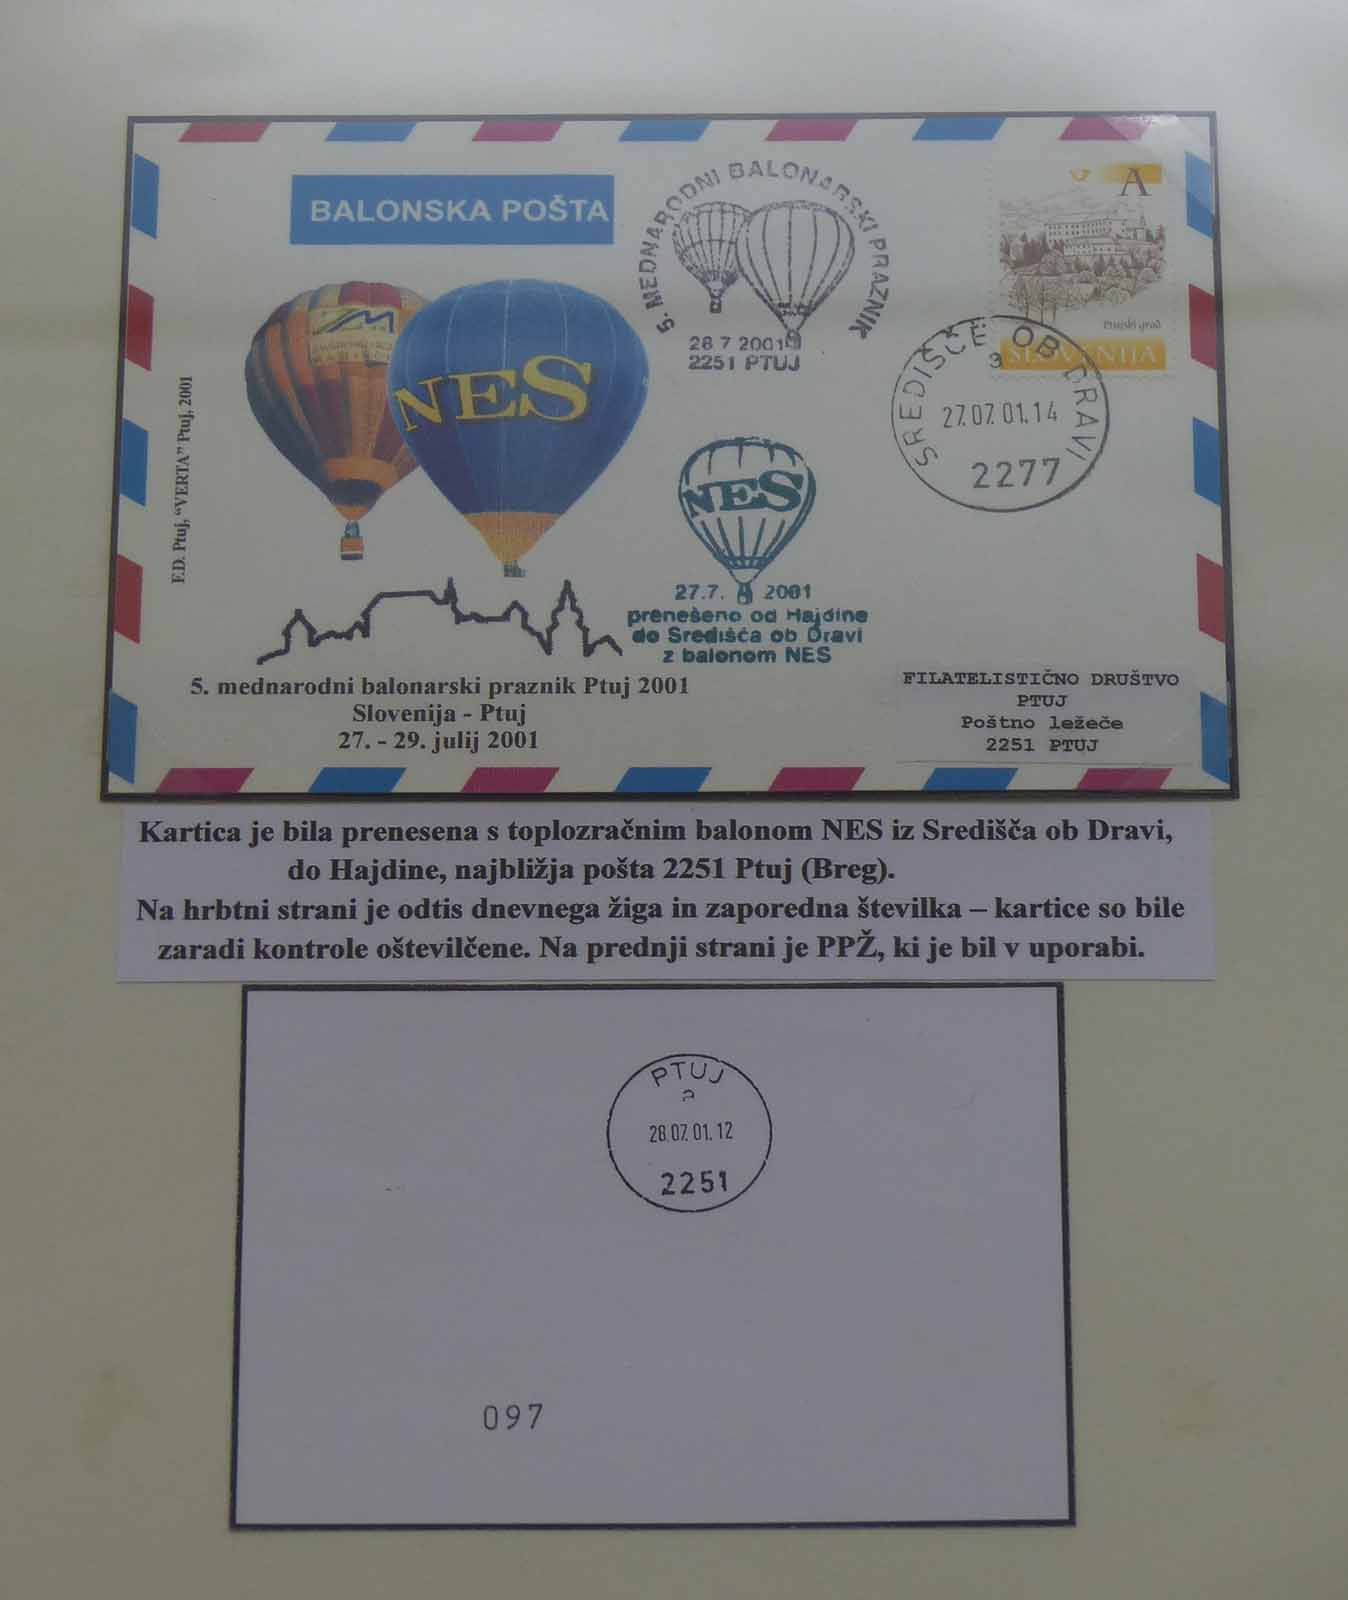 BALONSKA POŠTA
5. MEDNARODNI BALONARSKI PRAZNIK
28 7 2001
2251 PTUJ
A
Ptujski grad
SLOVENIJA
SREDIŠČE OB DRAVI
a
27.07.01.14
2277
NES
F.D. Ptuj, "VERTA" Ptuj, 2001
NES
27.7. 2001
prenešeno od Hajdine
do Središča ob Dravi
z balonom NES
5. mednarodni balonarski praznik Ptuj 2001
Slovenija - Ptuj
27. - 29. julij 2001
FILATELISTIČNO DRUŠTVO
PTUJ
Poštno ležeče
2251 PTUJ
Kartica je bila prenesena s toplozračnim balonom NES iz Središča ob Dravi,
do Hajdine, najbližja pošta 2251 Ptuj (Breg).
Na hrbtni strani je odtis dnevnega žiga in zaporedna številka – kartice so bile
zaradi kontrole oštevilčene. Na prednji strani je PPŽ, ki je bil v uporabi.
PTUJ
a
28.07.01.12
2251
097